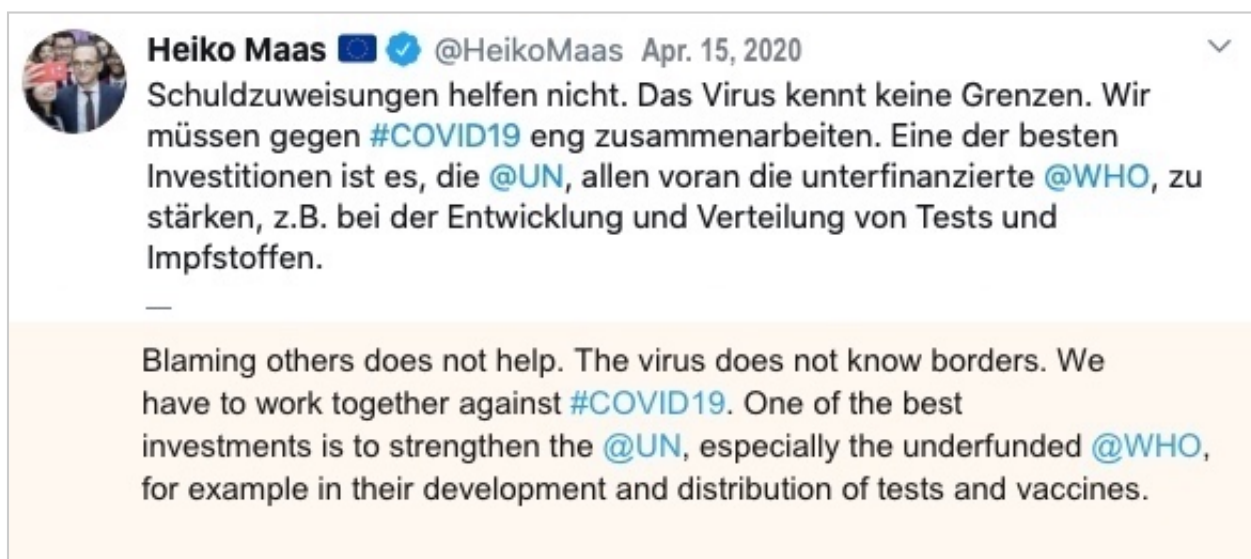 Heiko Maas @HeikoMaas Apr. 15, 2020
Schuldzuweisungen helfen nicht. Das Virus kennt keine Grenzen. Wir
müssen gegen #COVID19 eng zusammenarbeiten. Eine der besten
Investitionen ist es, die @UN, allen voran die unterfinanzierte @WHO, zu
stärken, z.B. bei der Entwicklung und Verteilung von Tests und
Impfstoffen.
—
Blaming others does not help. The virus does not know borders. We
have to work together against #COVID19. One of the best
investments is to strengthen the @UN, especially the underfunded @WHO,
for example in their development and distribution of tests and vaccines.